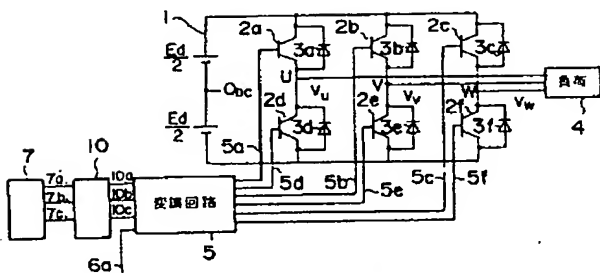 1
2a
2b
2c
Ed/2
3a
3b
3c
U
V
W
ODC
Vu
Vv
Vw
負荷
4
Ed/2
2d
2e
2f
3d
3e
3f
5a
5d
5b
5e
5c
5f
7
10
7a
7b
7c
10a
10b
10c
変調回路
5
6a